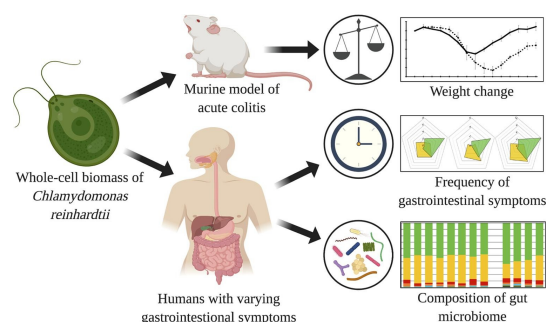 Murine model of
acute colitis
Weight change
Whole-cell biomass of
Chlamydomonas
reinhardtii
Frequency of
gastrointestinal symptoms
Humans with varying
gastrointestional symptoms
Composition of gut
microbiome